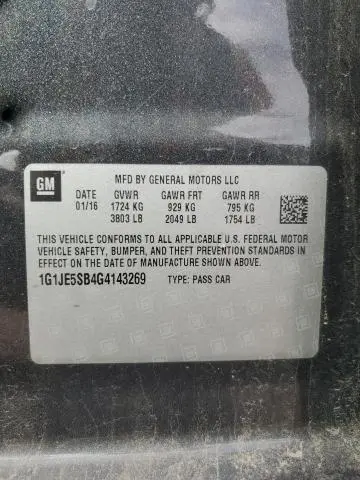 GM
MFD BY GENERAL MOTORS LLC
DATE GVWR GAWR FRT GAWR RR
01/16 1724 KG 929 KG 795 KG
3803 LB 2049 LB 1754 LB
THIS VEHICLE CONFORMS TO ALL APPLICABLE U.S. FEDERAL MOTOR
VEHICLE SAFETY, BUMPER, AND THEFT PREVENTION STANDARDS IN
EFFECT ON THE DATE OF MANUFACTURE SHOWN ABOVE.
1G1JE5SB4G4143269 TYPE: PASS CAR